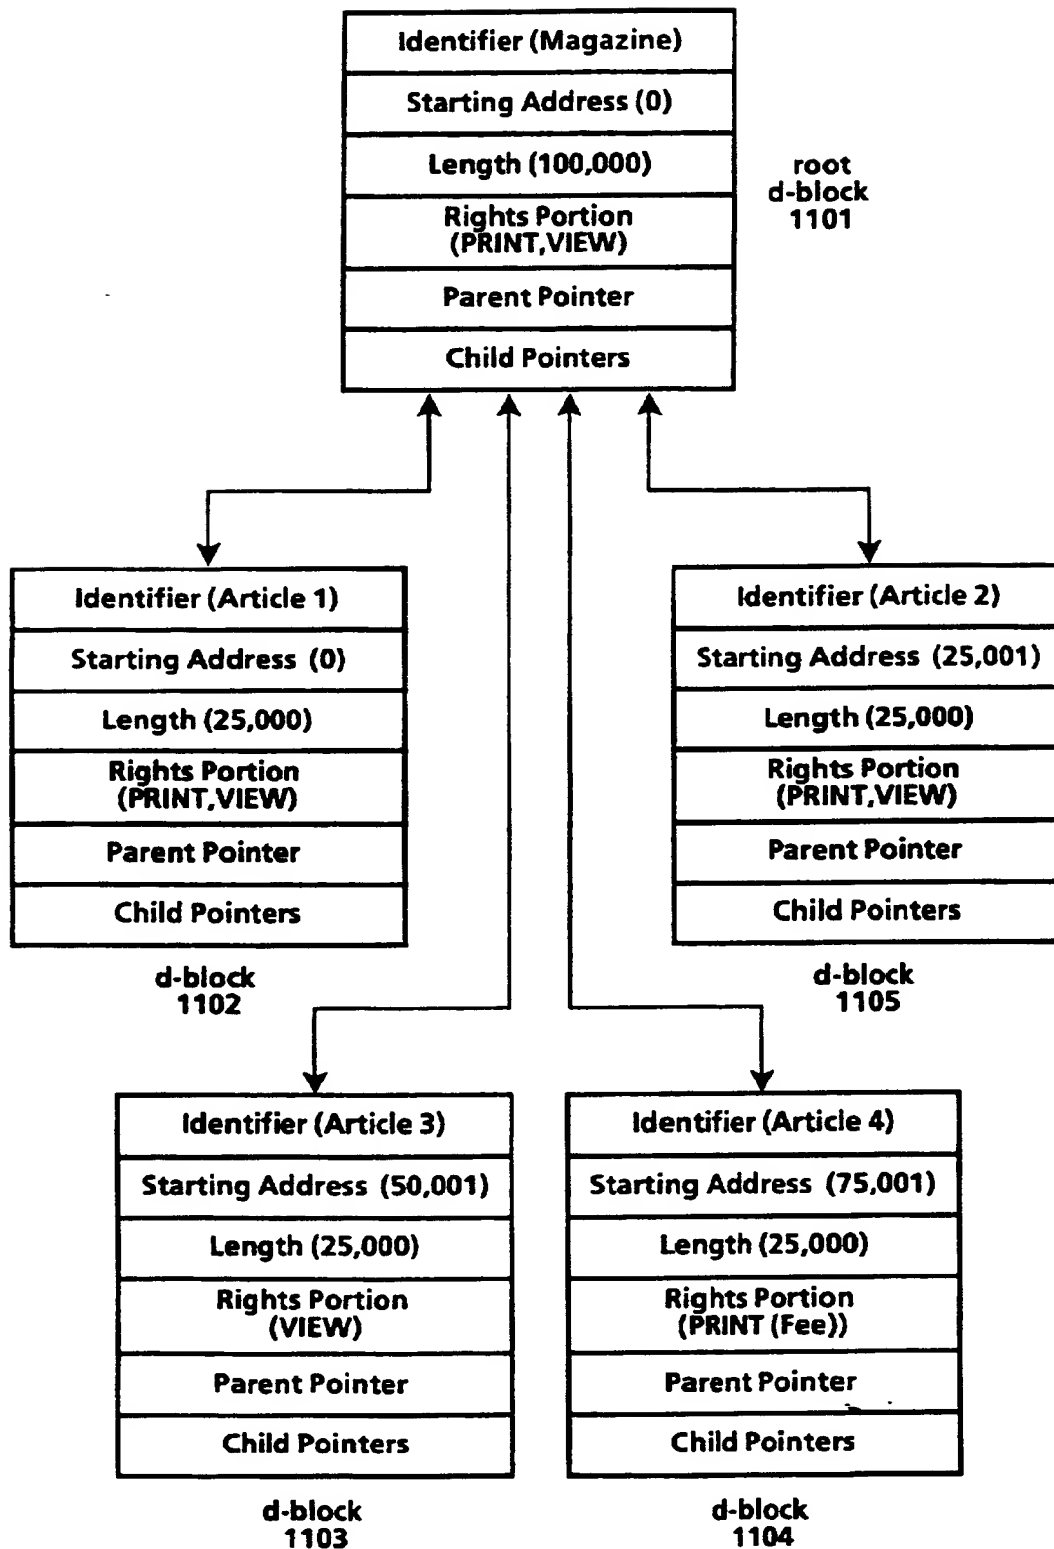 Identifier (Magazine)
Starting Address (0)
Length (100,000)
Rights Portion
(PRINT,VIEW)
Parent Pointer
Child Pointers
root
d-block
1101
Identifier (Article 1)
Starting Address (0)
Length (25,000)
Rights Portion
(PRINT,VIEW)
Parent Pointer
Child Pointers
d-block
1102
Identifier (Article 2)
Starting Address (25,001)
Length (25,000)
Rights Portion
(PRINT,VIEW)
Parent Pointer
Child Pointers
d-block
1105
Identifier (Article 3)
Starting Address (50,001)
Length (25,000)
Rights Portion
(VIEW)
Parent Pointer
Child Pointers
d-block
1103
Identifier (Article 4)
Starting Address (75,001)
Length (25,000)
Rights Portion
(PRINT (Fee))
Parent Pointer
Child Pointers
d-block
1104